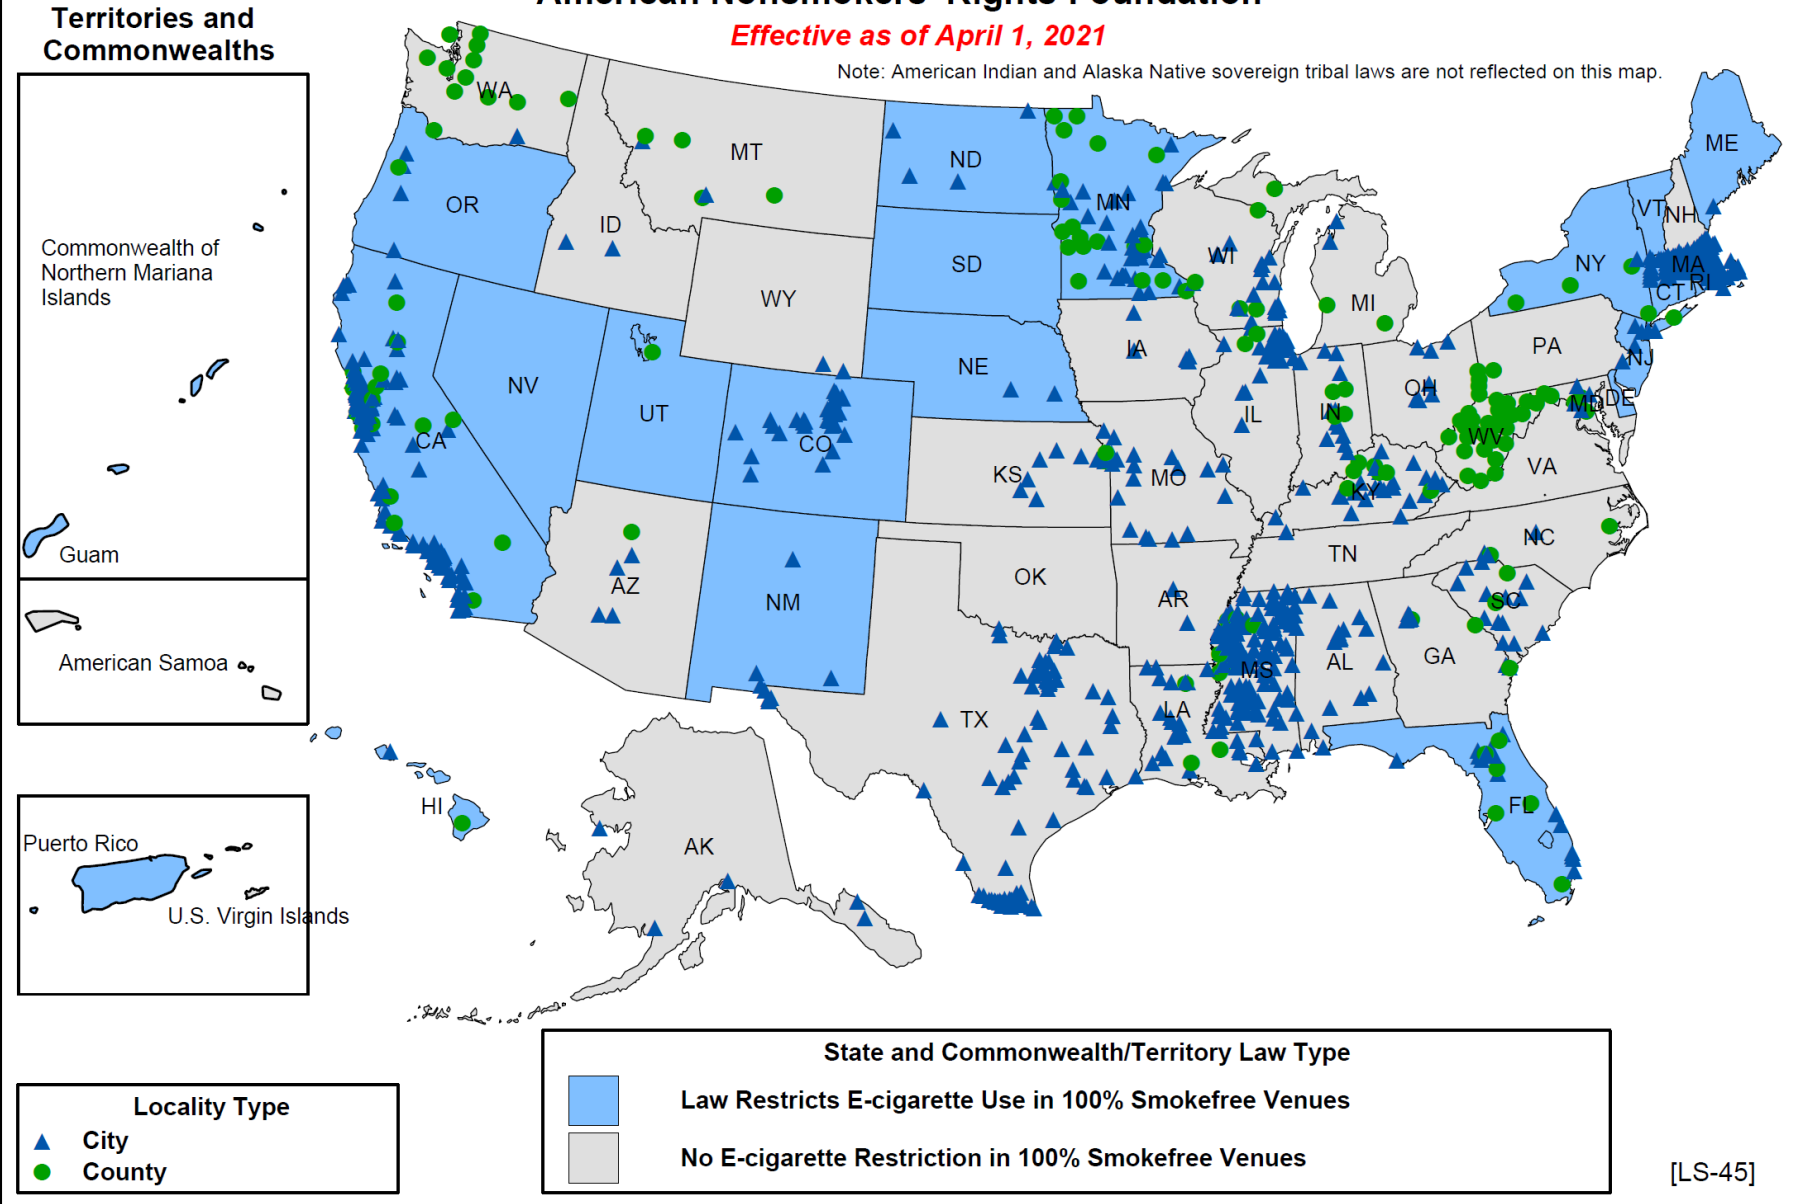 American Nonsmokers' Rights Foundation
Territories and
Commonwealths
Effective as of April 1, 2021
Note: American Indian and Alaska Native sovereign tribal laws are not reflected on this map.
WA
MT
ND
MN
ME
OR
ID
SD
WI
VT
NH
NY
MA
RI
CT
WY
MI
IA
NE
PA
NJ
NV
UT
CO
CA
IL
IN
OH
MD
DE
WV
VA
KS
MO
KY
NC
TN
OK
AZ
NM
AR
SC
MS
AL
GA
LA
TX
FL
HI
AK
Commonwealth of
Northern Mariana
Islands
Guam
American Samoa
Puerto Rico
U.S. Virgin Islands
State and Commonwealth/Territory Law Type
Law Restricts E-cigarette Use in 100% Smokefree Venues
No E-cigarette Restriction in 100% Smokefree Venues
Locality Type
City
County
[LS-45]